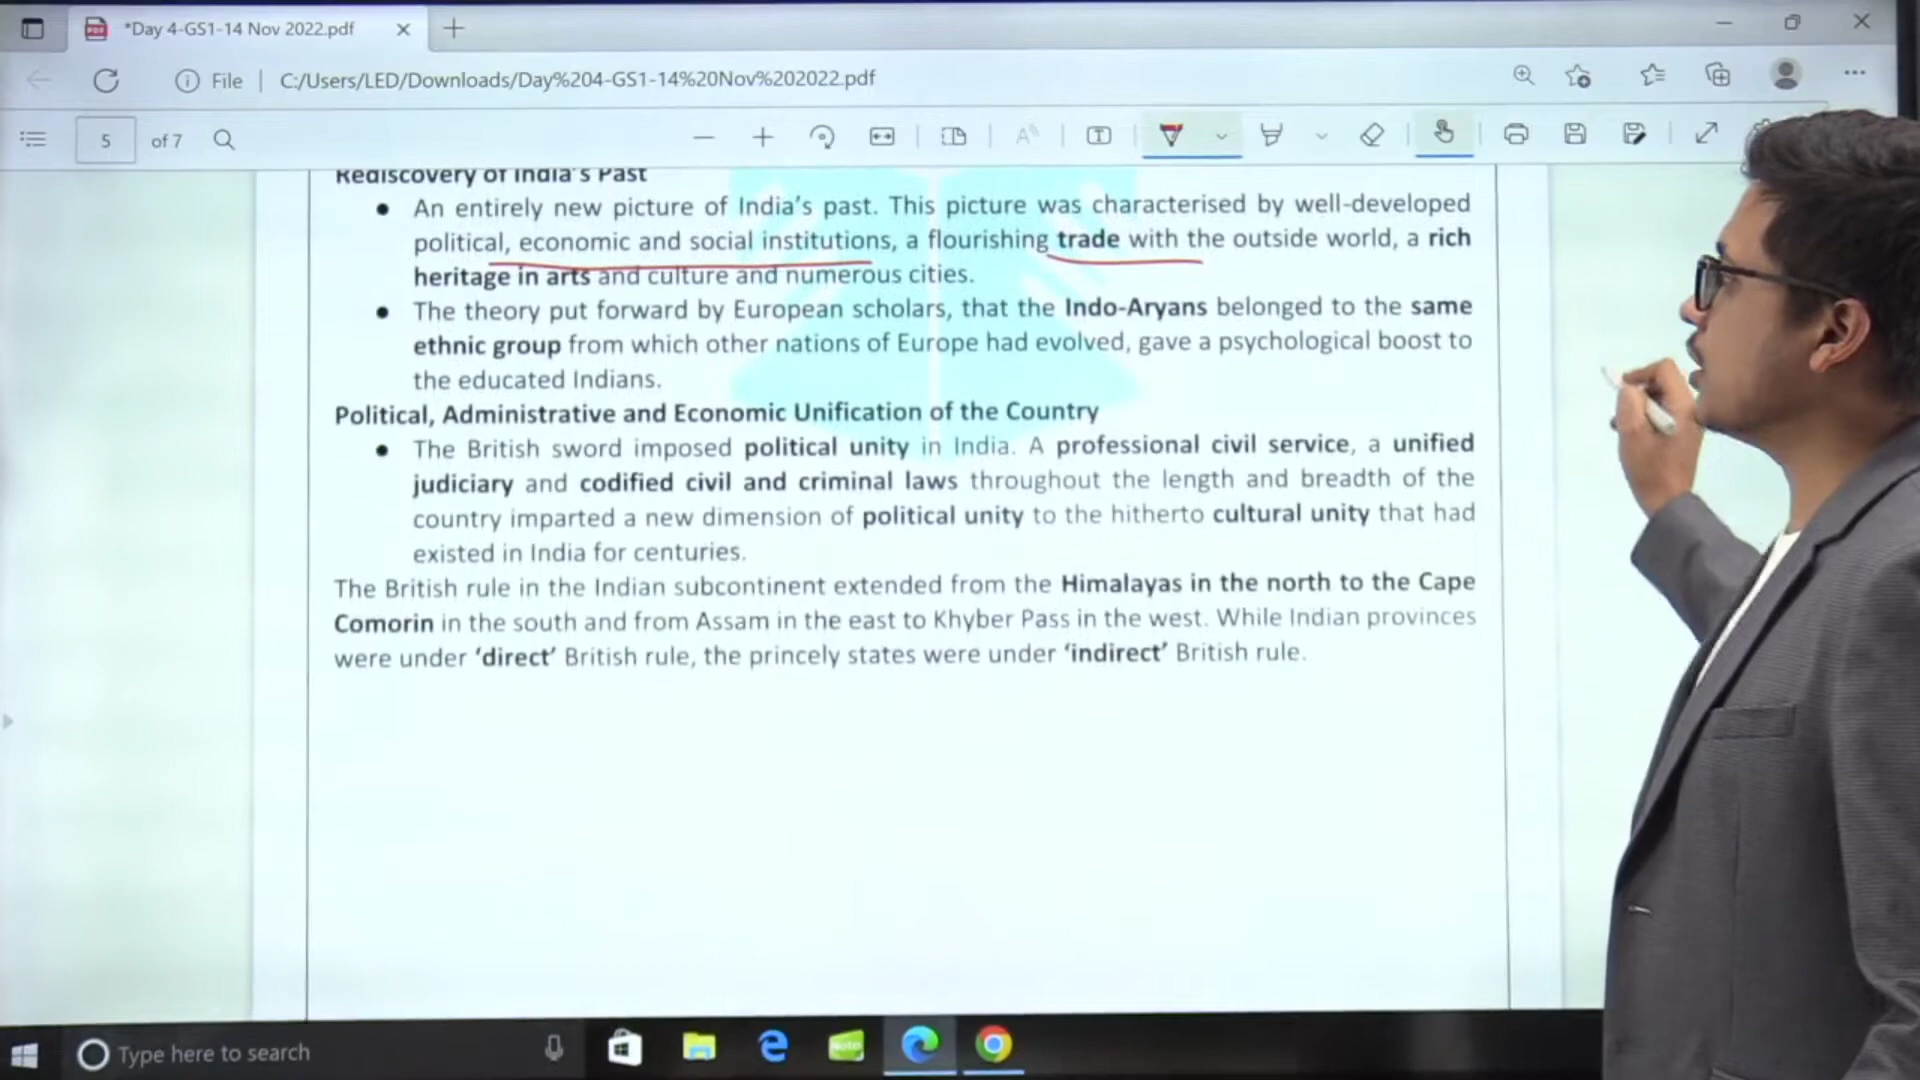 *Day 4-GS1-14 Nov 2022.pdf
File | C:/Users/LED/Downloads/Day%204-GS1-14%20Nov%202022.pdf
5 of 7
Rediscovery of India's Past
● An entirely new picture of India's past. This picture was characterised by well-developed
political, economic and social institutions, a flourishing trade with the outside world, a rich
heritage in arts and culture and numerous cities.
● The theory put forward by European scholars, that the Indo-Aryans belonged to the same
ethnic group from which other nations of Europe had evolved, gave a psychological boost to
the educated Indians.
Political, Administrative and Economic Unification of the Country
● The British sword imposed political unity in India. A professional civil service, a unified
judiciary and codified civil and criminal laws throughout the length and breadth of the
country imparted a new dimension of political unity to the hitherto cultural unity that had
existed in India for centuries.
The British rule in the Indian subcontinent extended from the Himalayas in the north to the Cape
Comorin in the south and from Assam in the east to Khyber Pass in the west. While Indian provinces
were under 'direct' British rule, the princely states were under 'indirect' British rule.
Type here to search